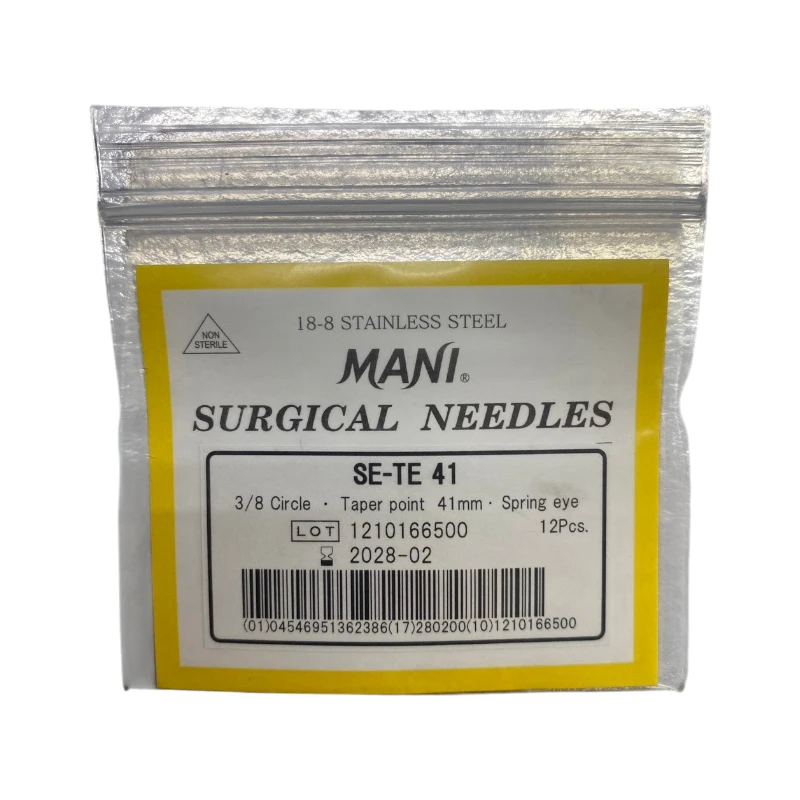 18-8 STAINLESS STEEL
NON
STERILE
MANI®
SURGICAL NEEDLES
SE-TE 41
3/8 Circle · Taper point 41mm · Spring eye
LOT 1210166500 12Pcs.
2028-02
(01)04546951362386(17)280200(10)1210166500